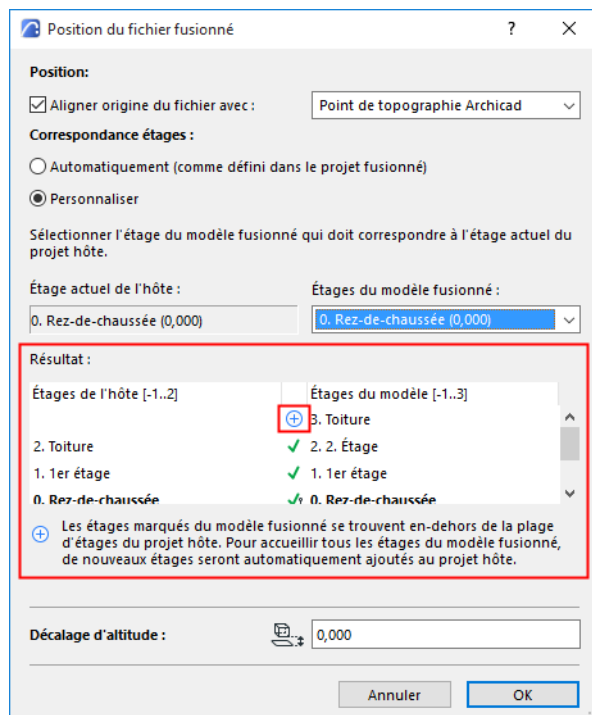 Position du fichier fusionné
?
Position:
Aligner origine du fichier avec :
Point de topographie Archicad
Correspondance étages :
Automatiquement (comme défini dans le projet fusionné)
Personnaliser
Sélectionner l'étage du modèle fusionné qui doit correspondre à l'étage actuel du
projet hôte.
Étage actuel de l'hôte :
Étages du modèle fusionné :
0. Rez-de-chaussée (0,000)
0. Rez-de-chaussée (0,000)
Résultat :
Étages de l'hôte [-1..2]
Étages du modèle [-1..3]
3. Toiture
2. Toiture
2. 2. Étage
1. 1er étage
1. 1er étage
0. Rez-de-chaussée
0. Rez-de-chaussée
Les étages marqués du modèle fusionné se trouvent en-dehors de la plage
d'étages du projet hôte. Pour accueillir tous les étages du modèle fusionné,
de nouveaux étages seront automatiquement ajoutés au projet hôte.
Décalage d'altitude :
0,000
Annuler
OK